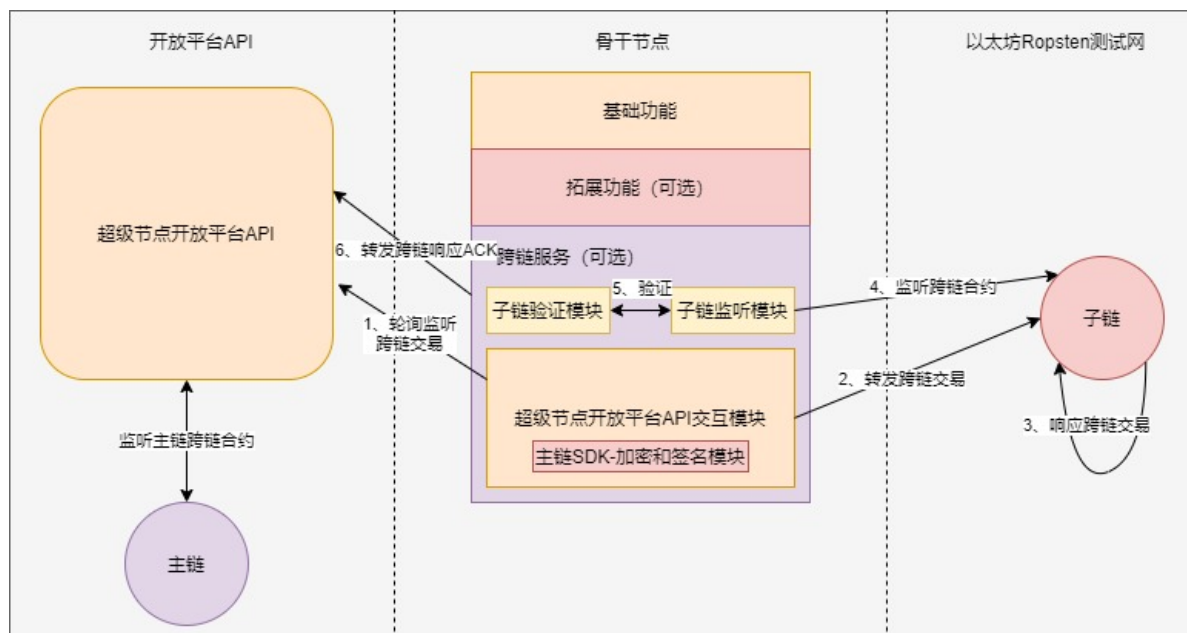 开放平台API
骨干节点
以太坊Ropsten测试网
基础功能
拓展功能（可选）
超级节点开放平台API
6、转发跨链响应ACK
跨链服务（可选）
5、验证
4、监听跨链合约
子链验证模块
子链监听模块
子链
1、轮询监听
跨链交易
2、转发跨链交易
超级节点开放平台API交互模块
3、响应跨链交易
监听主链跨链合约
主链SDK-加密和签名模块
主链